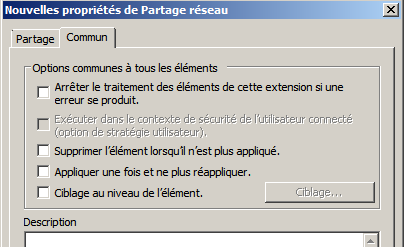 Nouvelles propriétés de Partage réseau
Partage
Commun
Options communes à tous les éléments
Arrêter le traitement des éléments de cette extension si une
erreur se produit.
Exécuter dans le contexte de sécurité de l'utilisateur connecté
(option de stratégie utilisateur).
Supprimer l'élément lorsqu'il n'est plus appliqué.
Appliquer une fois et ne plus réappliquer.
Ciblage au niveau de l'élément.
Ciblage...
Description